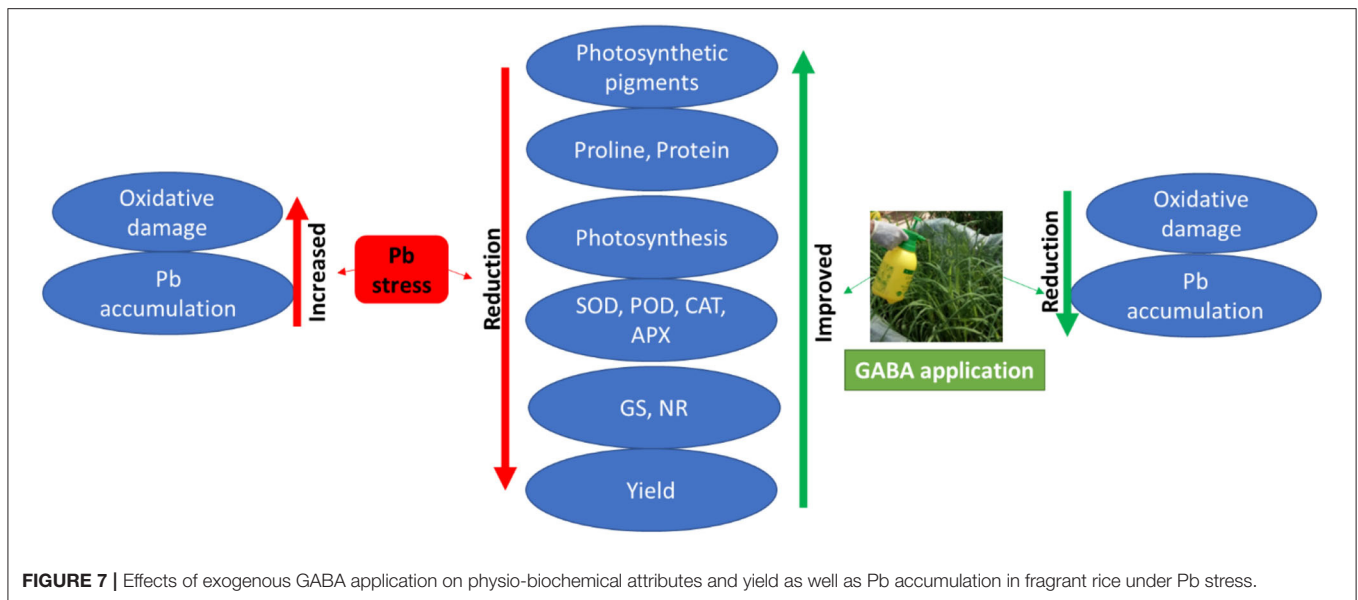 Photosynthetic
pigments
Proline, Protein
Photosynthesis
SOD, POD, CAT,
APX
GS, NR
Yield
Oxidative
damage
Pb
accumulation
Increased
Pb
stress
Reduction
Improved
GABA application
Reduction
Oxidative
damage
Pb
accumulation
FIGURE 7 | Effects of exogenous GABA application on physio-biochemical attributes and yield as well as Pb accumulation in fragrant rice under Pb stress.